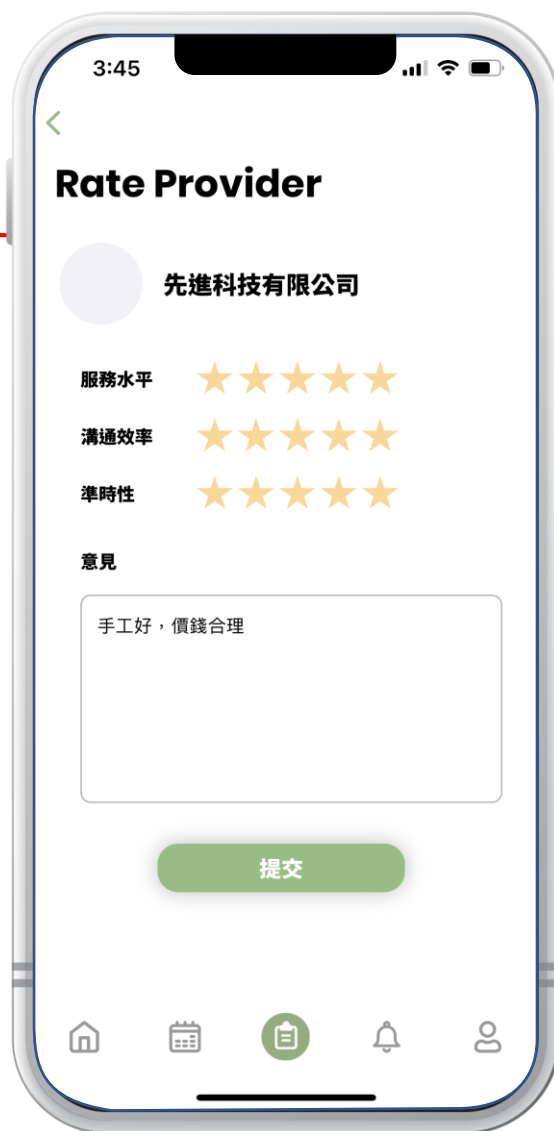 3:45
Rate Provider
先進科技有限公司
服務水平
溝通效率
準時性
意見
手工好，價錢合理
提交